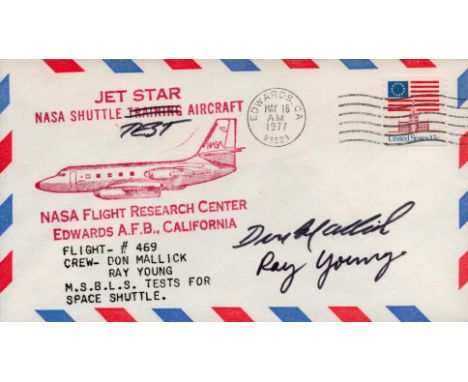 JET STAR
NASA SHUTTLE TRAINING AIRCRAFT
TEST
EDWARDS, CA
MAY 16
AM
1977
93523
United States 13c
NASA
NASA FLIGHT RESEARCH CENTER
EDWARDS A.F.B., CALIFORNIA
FLIGHT- # 469
CREW- DON MALLICK
RAY YOUNG
M.S.B.L.S. TESTS FOR
SPACE SHUTTLE.
Don Mallick
Ray Young